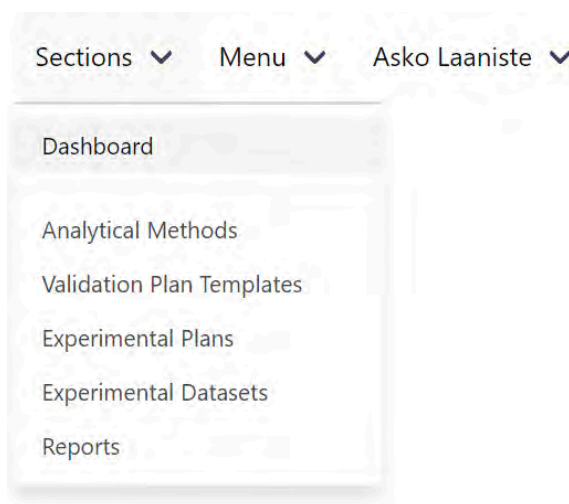 Sections Menu Asko Laaniste
Dashboard
Analytical Methods
Validation Plan Templates
Experimental Plans
Experimental Datasets
Reports